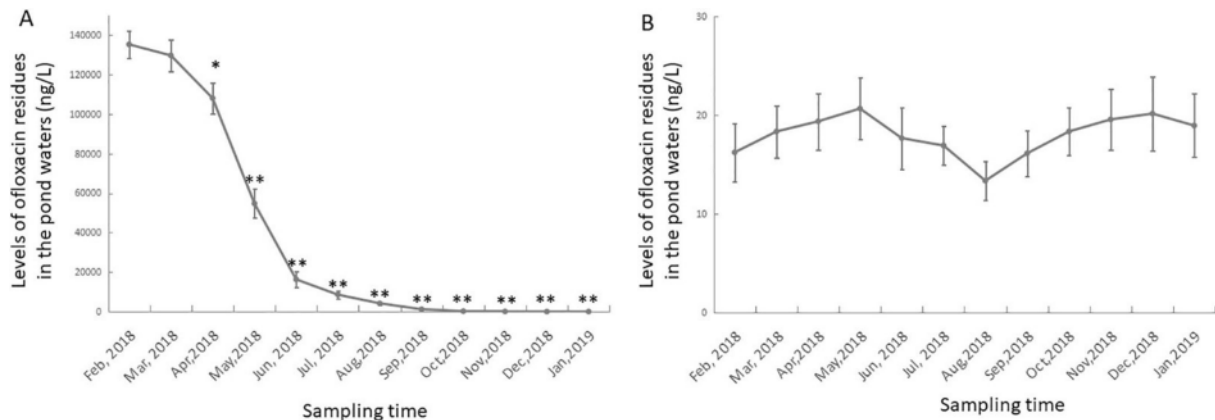 A
Levels of ofloxacin residues
in the pond waters (ng/L)
140000
120000
100000
80000
60000
40000
20000
0
*
**
**
**
**
**
**
**
**
**
Feb, 2018
Mar, 2018
Apr,2018
May,2018
Jun, 2018
Jul, 2018
Aug,2018
Sep,2018
Oct,2018
Nov,2018
Dec,2018
Jan,2019
Sampling time
B
Levels of ofloxacin residues
in the pond waters (ng/L)
30
20
10
0
Feb, 2018
Mar, 2018
Apr,2018
May,2018
Jun, 2018
Jul, 2018
Aug,2018
Sep,2018
Oct,2018
Nov,2018
Dec,2018
Jan,2019
Sampling time